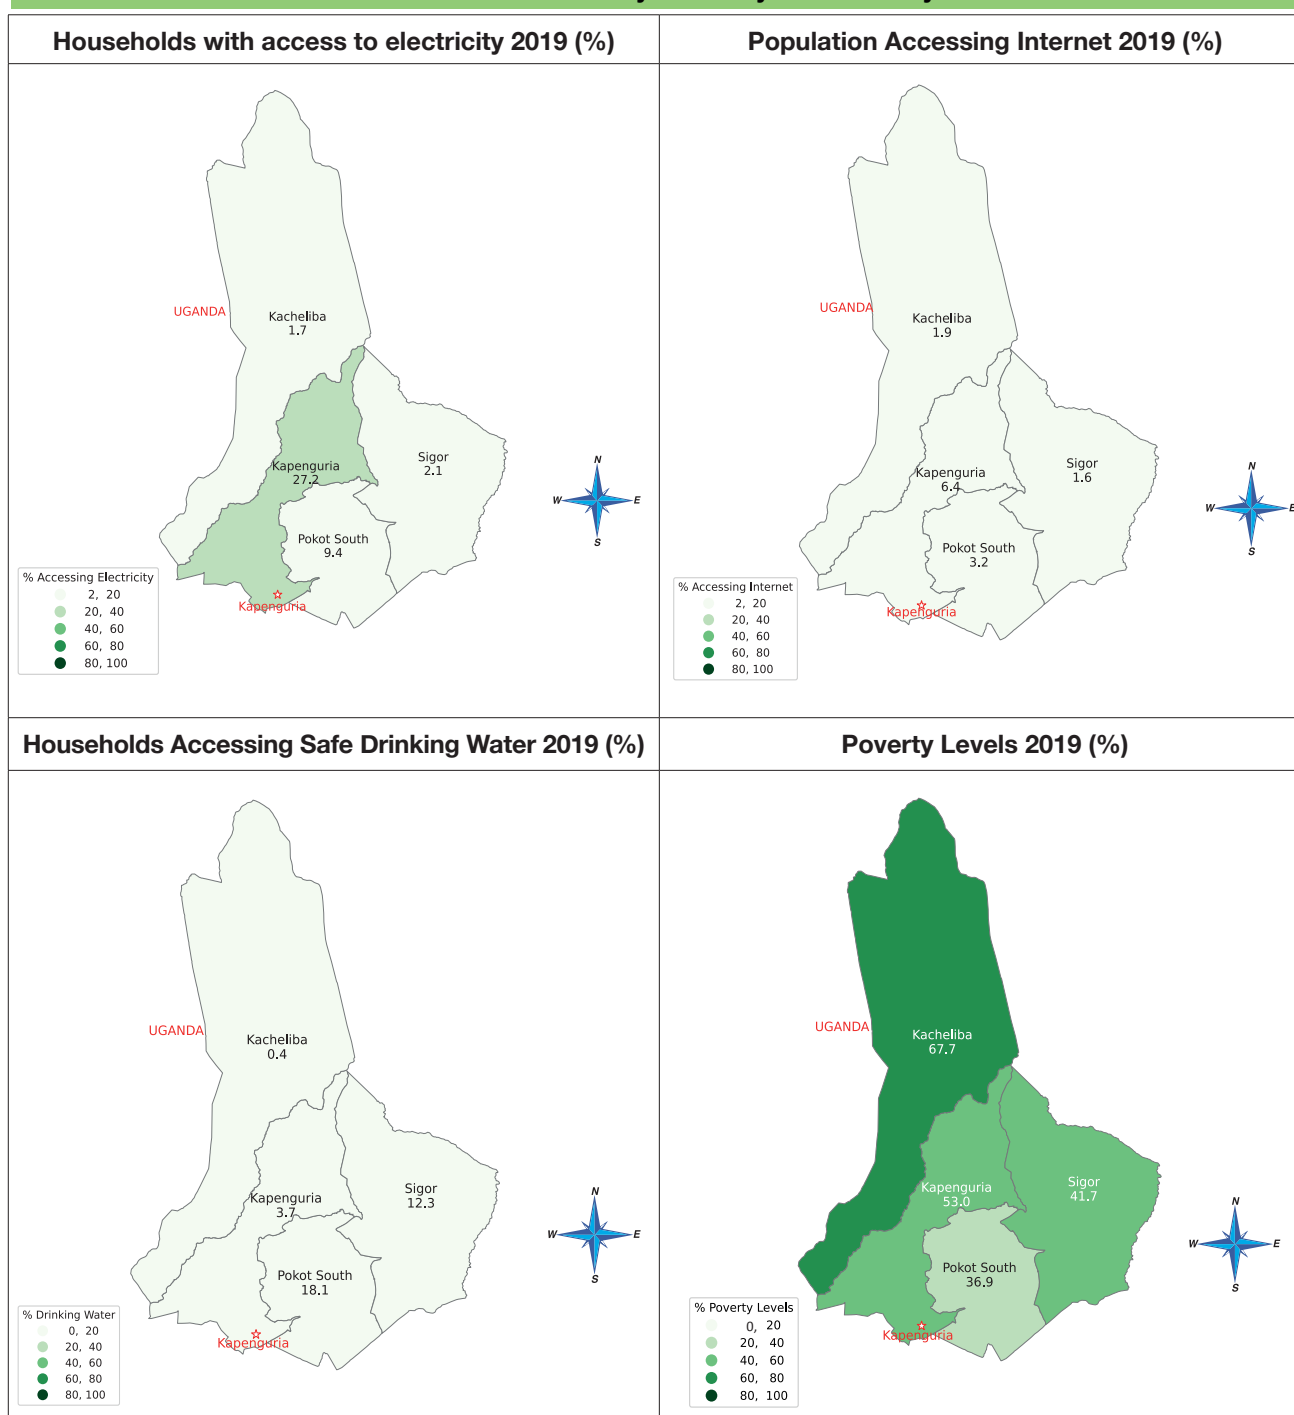 Households with access to electricity 2019 (%)
UGANDA
Kacheliba
1.7
Kapenguria
27.2
Sigor
2.1
Pokot South
9.4
N
W
E
S
Kapenguria
% Accessing Electricity
2, 20
20, 40
40, 60
60, 80
80, 100
Population Accessing Internet 2019 (%)
UGANDA
Kacheliba
1.9
Kapenguria
6.4
Sigor
1.6
Pokot South
3.2
N
W
E
S
Kapenguria
% Accessing Internet
2, 20
20, 40
40, 60
60, 80
80, 100
Households Accessing Safe Drinking Water 2019 (%)
UGANDA
Kacheliba
0.4
Kapenguria
3.7
Sigor
12.3
Pokot South
18.1
N
W
E
S
Kapenguria
% Drinking Water
0, 20
20, 40
40, 60
60, 80
80, 100
Poverty Levels 2019 (%)
UGANDA
Kacheliba
67.7
Kapenguria
53.0
Sigor
41.7
Pokot South
36.9
N
W
E
S
Kapenguria
% Poverty Levels
0, 20
20, 40
40, 60
60, 80
80, 100